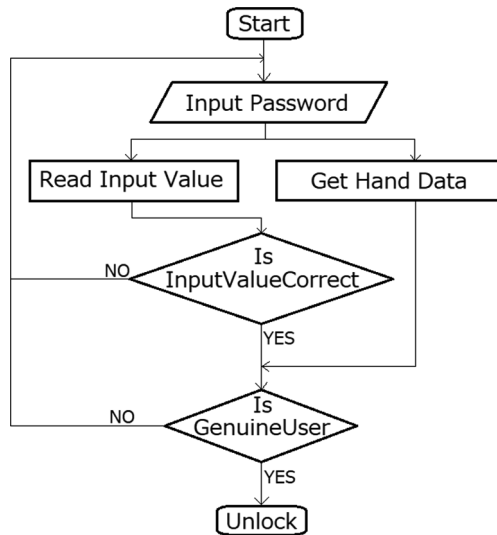 Start
Input Password
Read Input Value
Get Hand Data
Is
InputValueCorrect
NO
YES
Is
GenuineUser
NO
YES
Unlock